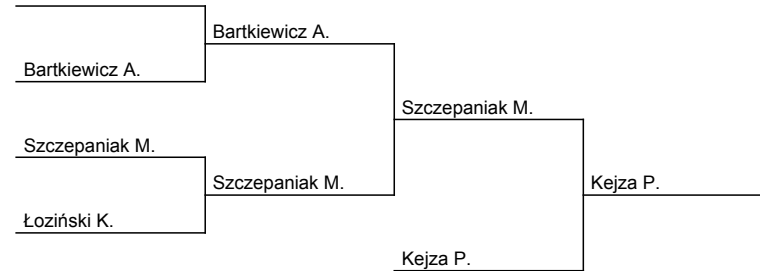 Bartkiewicz A.
Bartkiewicz A.
Szczepaniak M.
Szczepaniak M.
Szczepaniak M.
Kejza P.
Łoziński K.
Kejza P.